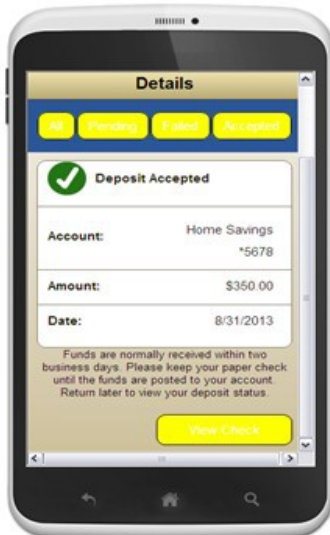 Details
All Pending Failed Accepted
Deposit Accepted
Account: Home Savings
*5678
Amount: $350.00
Date: 8/31/2013
Funds are normally received within two
business days. Please keep your paper check
until the funds are posted to your account.
Return later to view your deposit status.
View Check